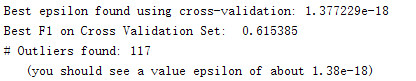 Best epsilon found using cross-validation: 1.377229e-18
Best F1 on Cross Validation Set:  0.615385
# Outliers found: 117
   (you should see a value epsilon of about 1.38e-18)